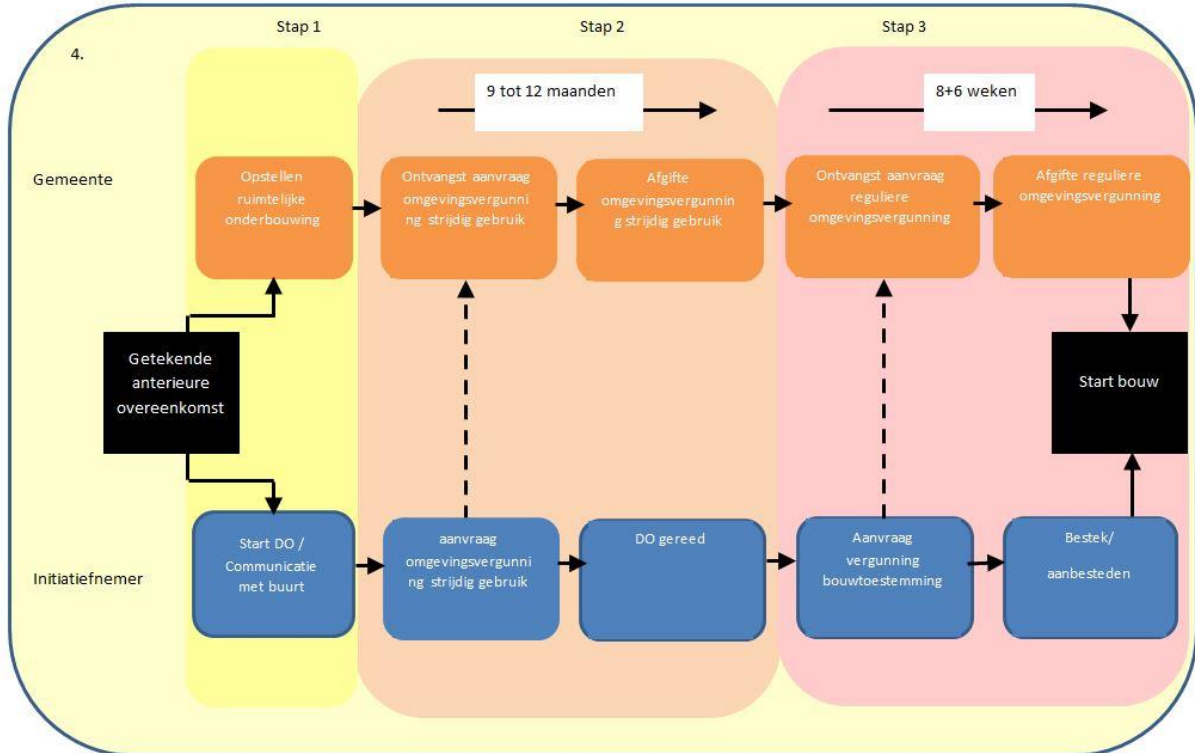 Stap 1
Stap 2
Stap 3
4.
9 tot 12 maanden
8+6 weken
Gemeente
Opstellen
ruimtelijke
onderbouwing
Ontvangst aanvraag
omgevingsvergunni
ng strijdig gebruik
Afgifte
omgevingsvergunnin
g strijdig gebruik
Ontvangst aanvraag
reguliere
omgevingsvergunning
Afgifte reguliere
omgevingsvergunning
Getekende
anterieure
overeenkomst
Start bouw
Initiatiefnemer
Start DO /
Communicatie
met buurt
aanvraag
omgevingsvergunni
ng strijdig gebruik
DO gereed
Aanvraag
vergunning
bouwtoestemming
Bestek/
aanbesteden